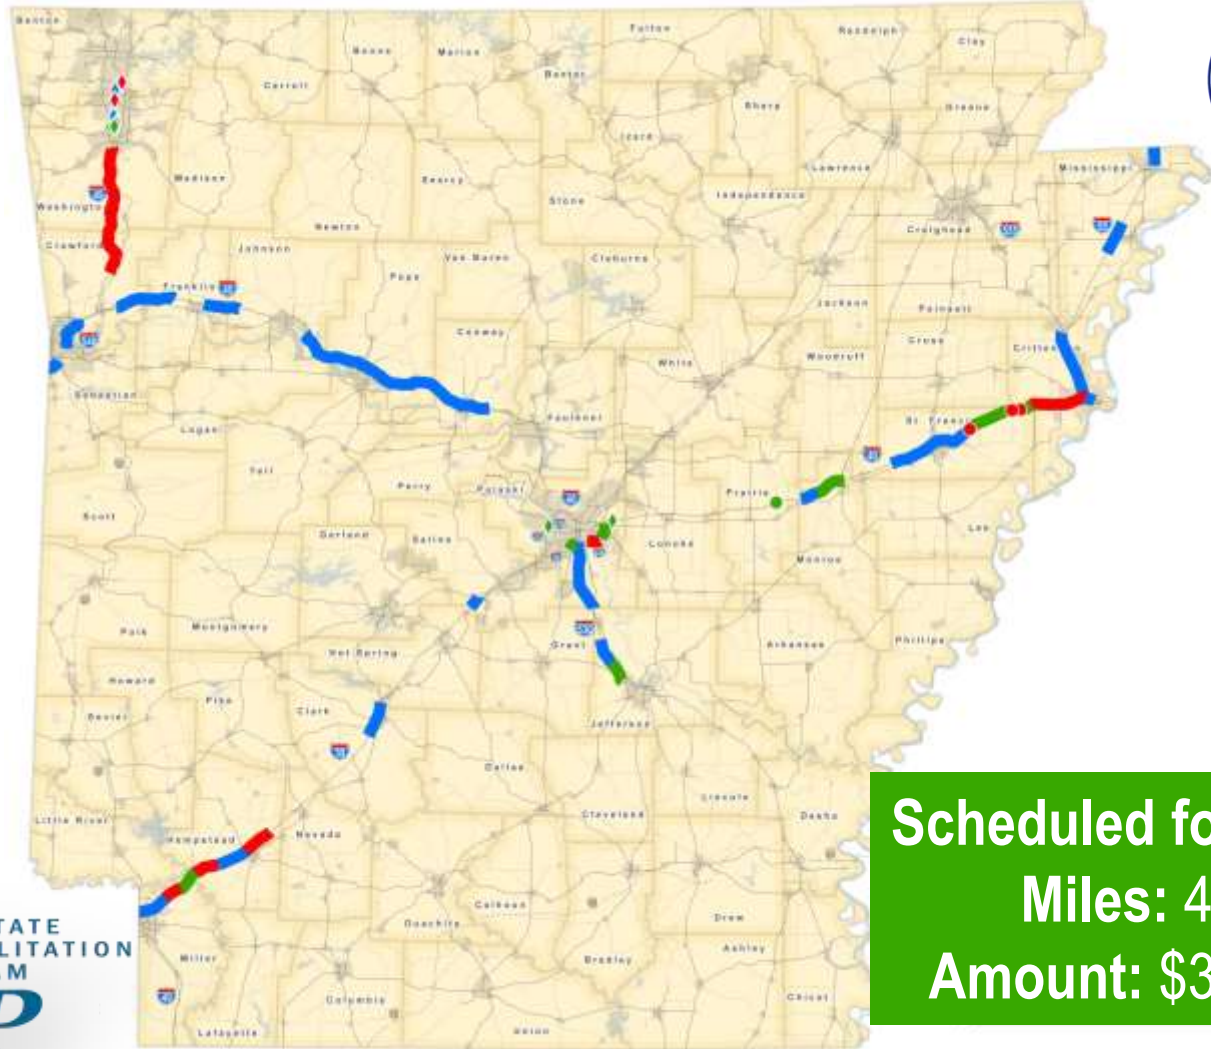 Benton
Carroll
Boone
Marion
Baxter
Fulton
Randolph
Clay
Izard
Sharp
Greene
Lawrence
Mississippi
Washington
Madison
Newton
Searcy
Stone
Independence
Craighead
Crawford
Franklin
Johnson
Pope
Van Buren
Cleburne
Jackson
Poinsett
Conway
White
Woodruff
Cross
Crittenden
Sebastian
Logan
Faulkner
St. Francis
Scott
Yell
Perry
Pulaski
Prairie
Lee
Garland
Saline
Lonoke
Monroe
Polk
Montgomery
Hot Spring
Grant
Arkansas
Phillips
Howard
Sevier
Pike
Clark
Jefferson
Dallas
Lincoln
Desha
Little River
Hempstead
Nevada
Cleveland
Calhoun
Ouachita
Drew
Miller
Bradley
Ashley
Columbia
Chicot
Lafayette
Union
TATE
LITATION
M
Scheduled fo
Miles: 4
Amount: $3